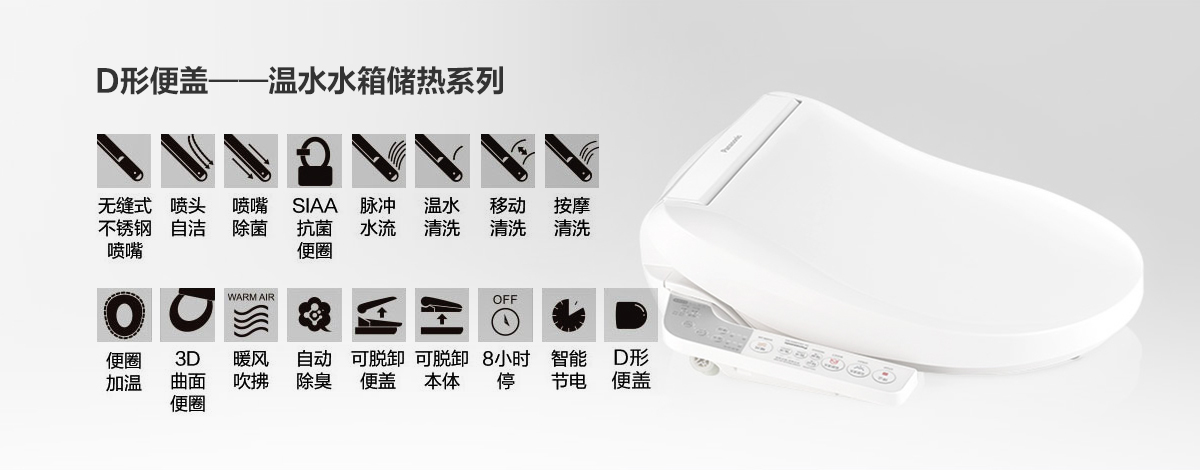 D形便盖——温水水箱储热系列
无缝式 喷头 喷嘴 SIAA 脉冲 温水 移动 按摩
不锈钢 自洁 除菌 抗菌 水流 清洗 清洗 清洗
喷嘴 便圈
WARM AIR OFF
便圈 3D 暖风 自动 可脱卸 可脱卸 8小时 智能 D形
加温 曲面 吹拂 除臭 便盖 本体 停 节电 便盖
便圈
Panasonic